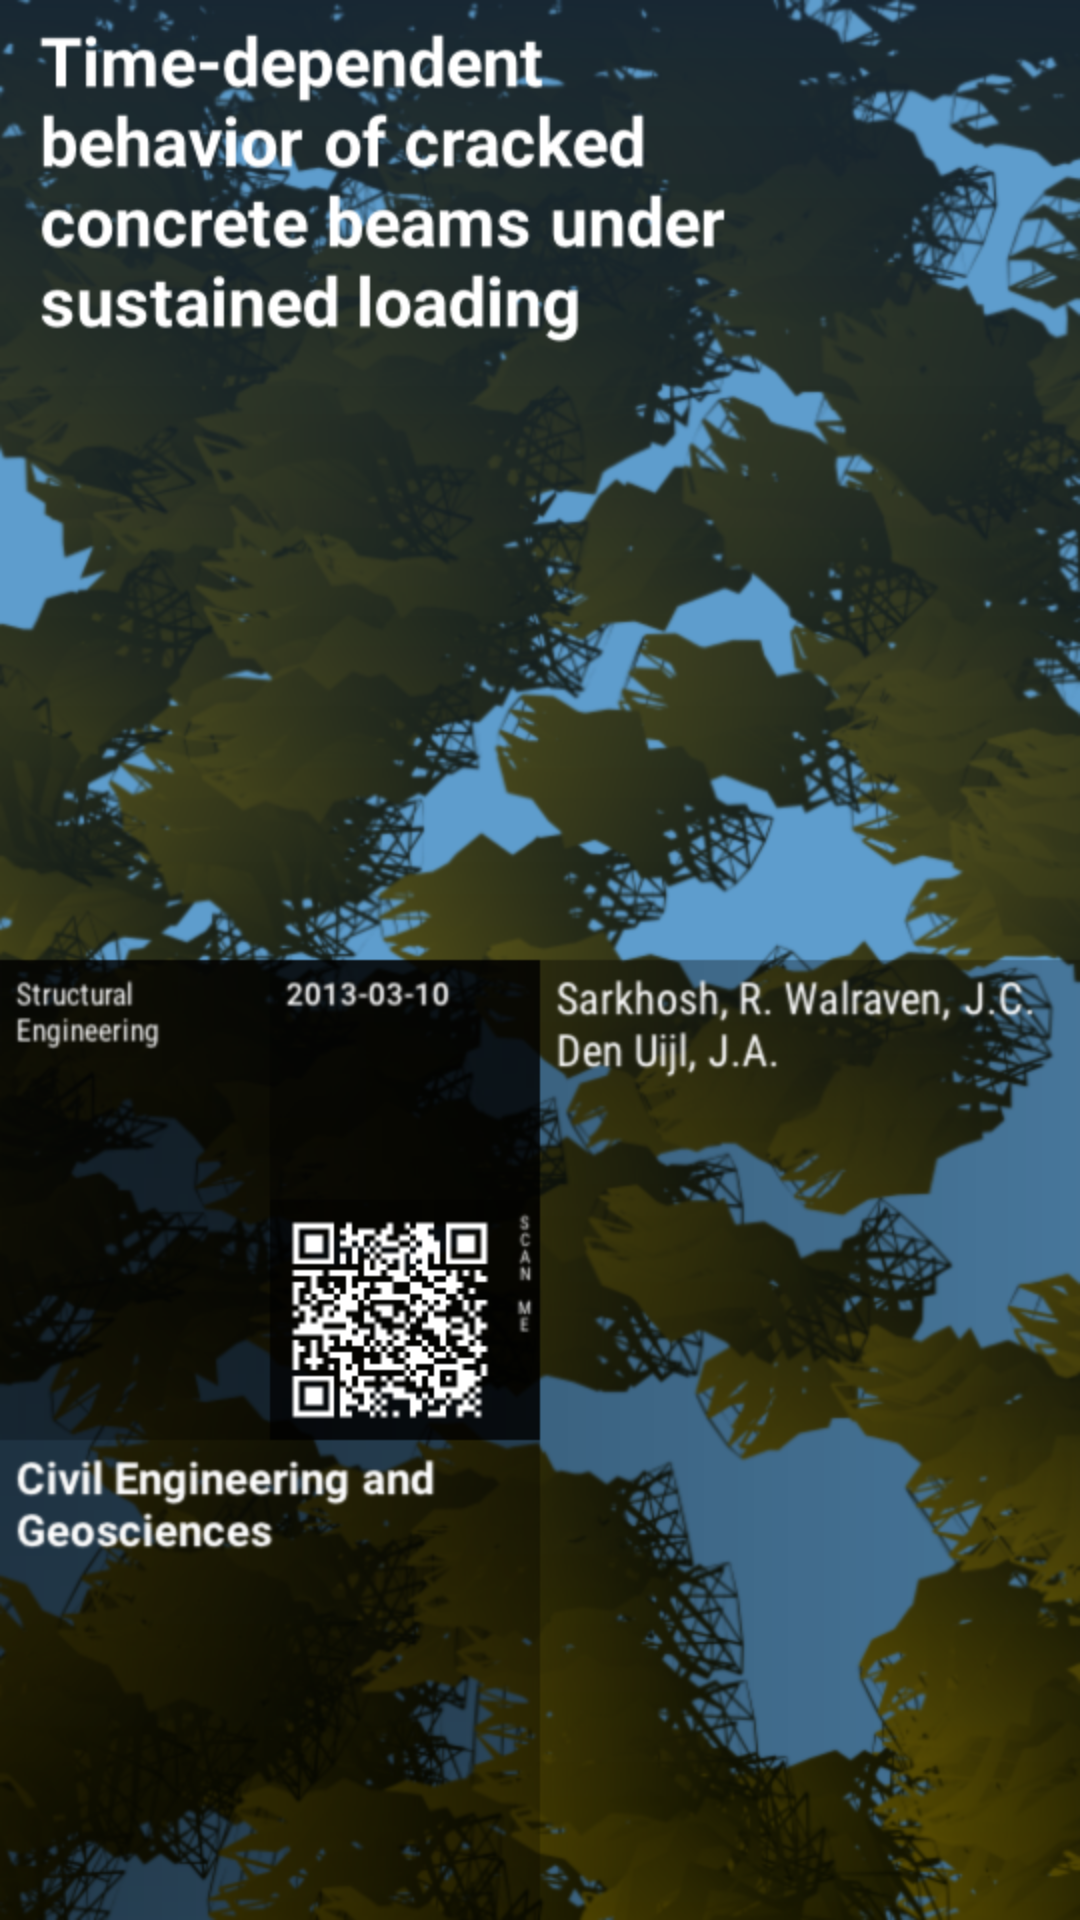 Time-dependent
behavior of cracked
concrete beams under
sustained loading
Structural
Engineering
2013-03-10
Sarkhosh, R. Walraven, J.C.
Den Uijl, J.A.
SCAN ME
Civil Engineering and
Geosciences